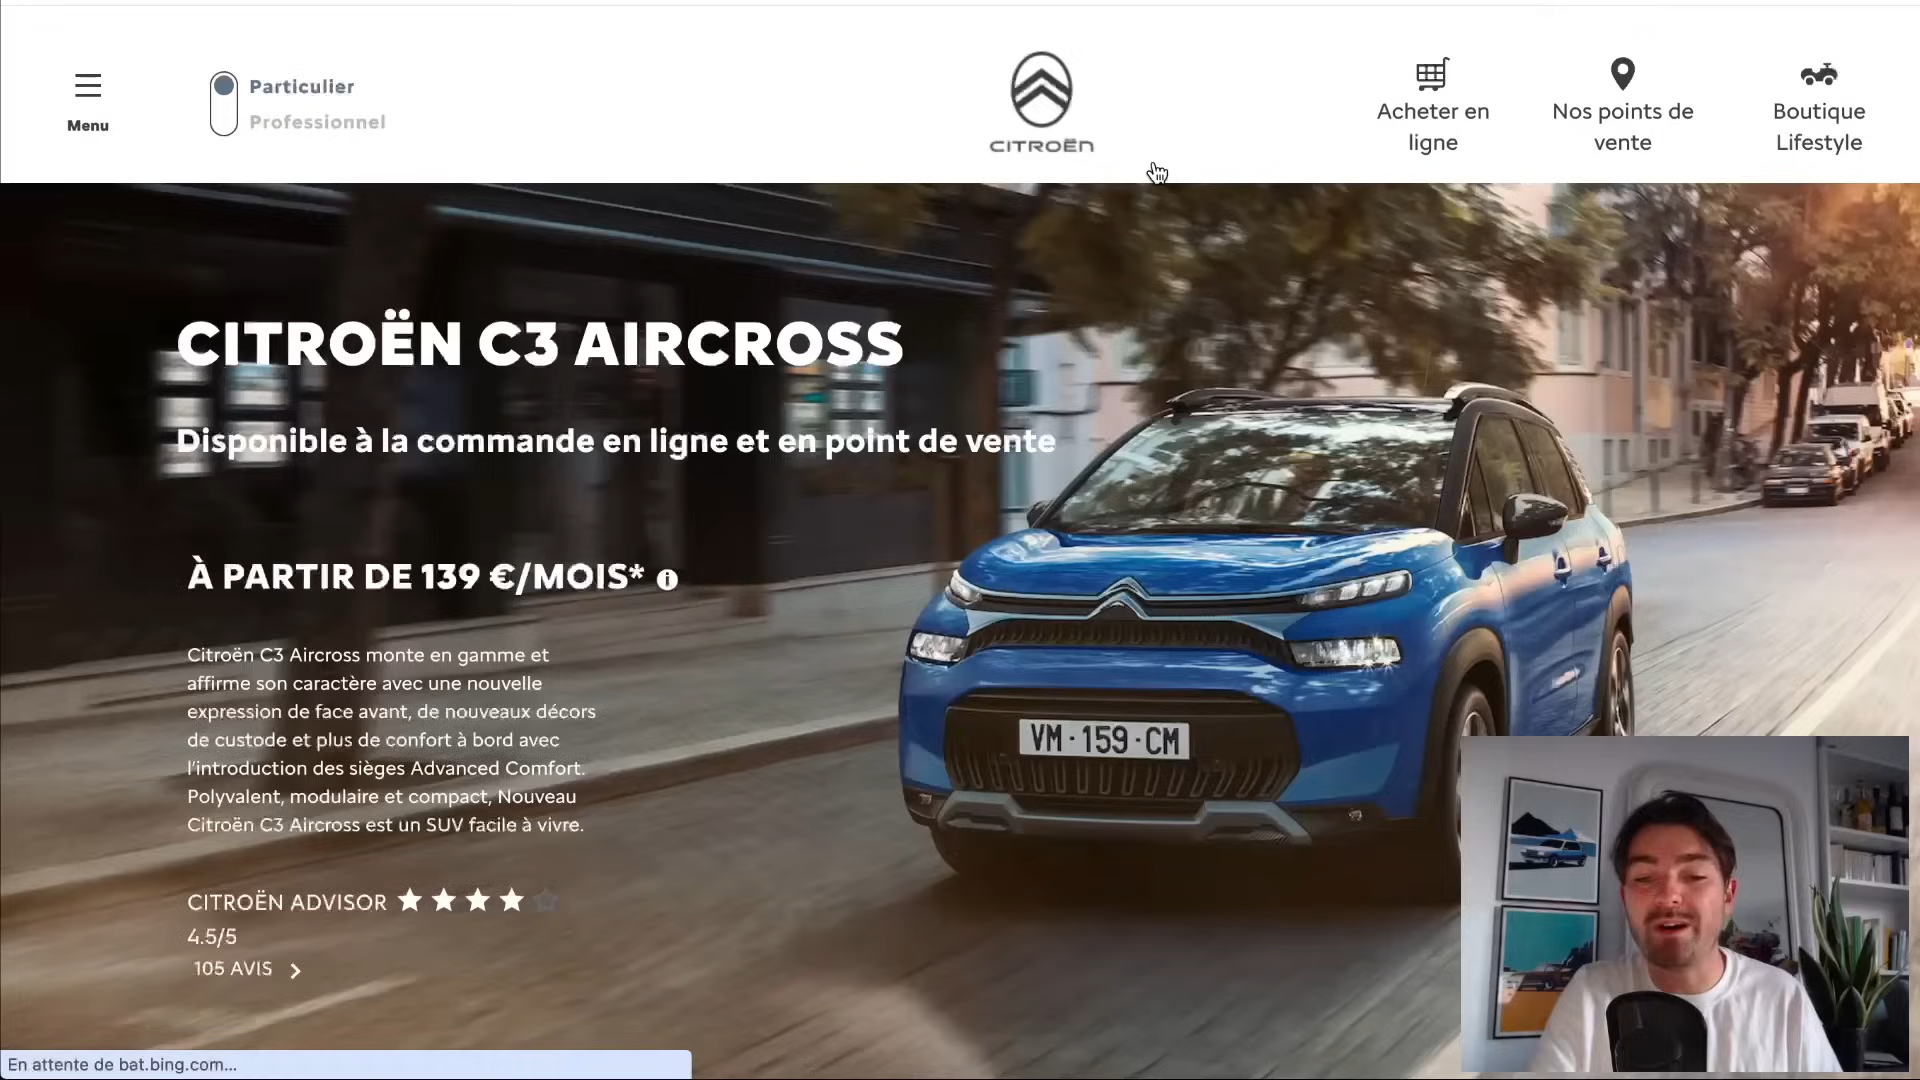 Menu
Particulier
Professionnel
CITROËN
Acheter en
ligne
Nos points de
vente
Boutique
Lifestyle
CITROËN C3 AIRCROSS
Disponible à la commande en ligne et en point de vente
À PARTIR DE 139 €/MOIS*
Citroën C3 Aircross monte en gamme et
affirme son caractère avec une nouvelle
expression de face avant, de nouveaux décors
de custode et plus de confort à bord avec
l'introduction des sièges Advanced Comfort.
Polyvalent, modulaire et compact, Nouveau
Citroën C3 Aircross est un SUV facile à vivre.
VM·159·CM
CITROËN ADVISOR
4.5/5
105 AVIS
En attente de bat.bing.com...